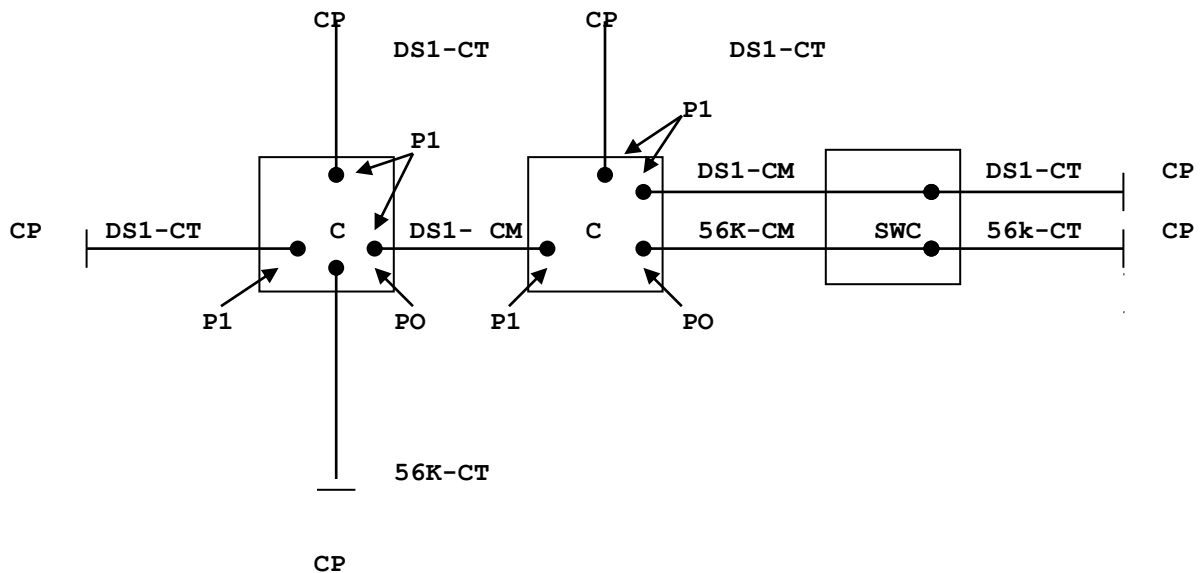 CP CP
DS1-CT DS1-CT
P1
P1
DS1-CM DS1-CT CP
CP DS1-CT C DS1- CM C 56K-CM SWC 56k-CT CP
P1 PO P1 PO
56K-CT
CP